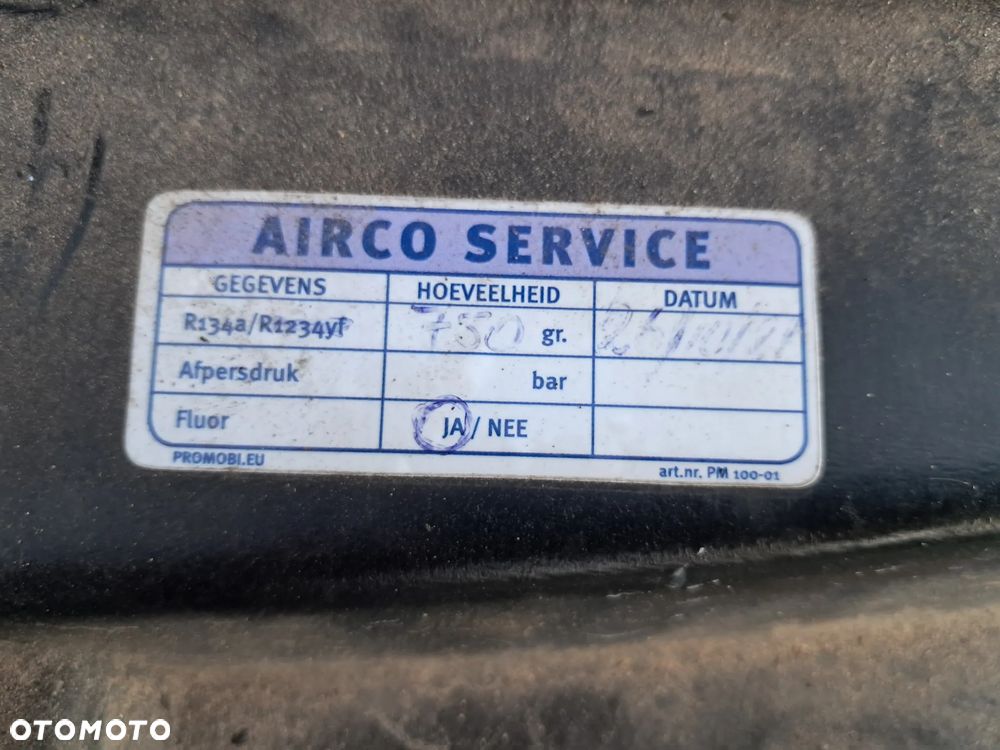 AIRCO SERVICE
GEGEVENS HOEVEELHEID DATUM
R134a/R1234yf 750 gr.
Afpersdruk bar
Fluor JA / NEE
PROMOBI.EU art.nr. PM 100-01
OTOMOTO